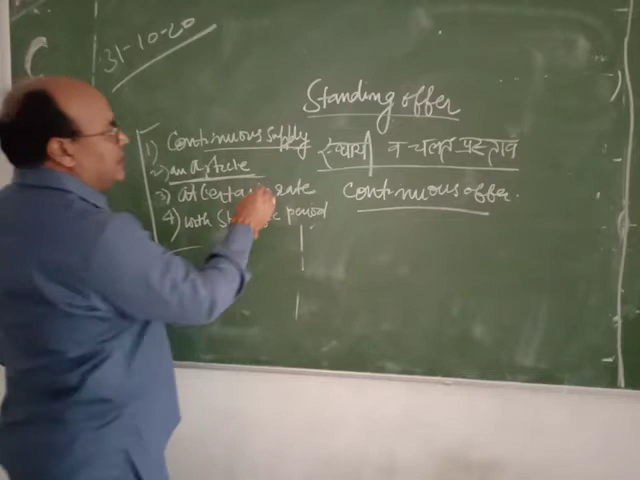 31-10-20
Standing offer
1) Continuous Supply
2) an Article
3) at Certain rate
4) with
period
स्थायी व चलत प्रस्ताव
Continuous offer.